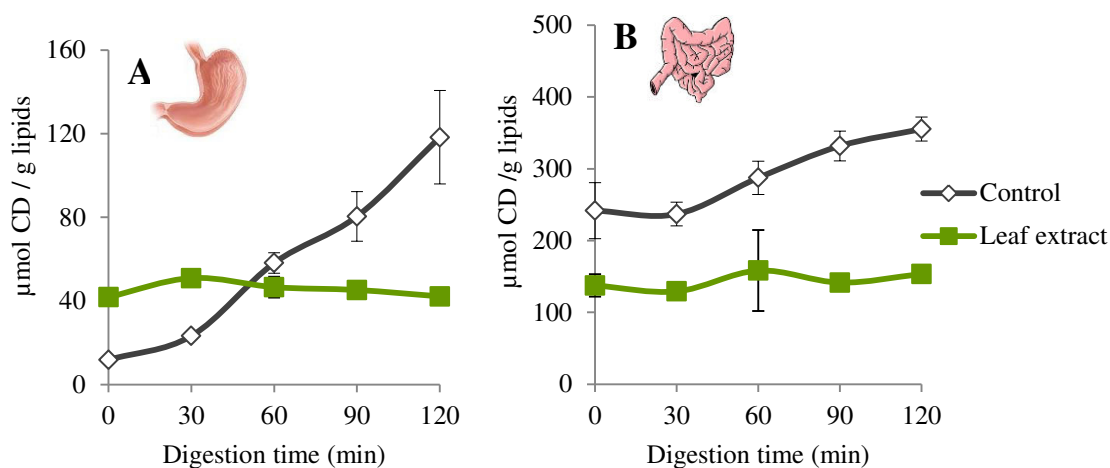 A
µmol CD / g lipids
160
120
80
40
0
0 30 60 90 120
Digestion time (min)
B
µmol CD / g lipids
500
400
300
200
100
0
0 30 60 90 120
Digestion time (min)
Control
Leaf extract